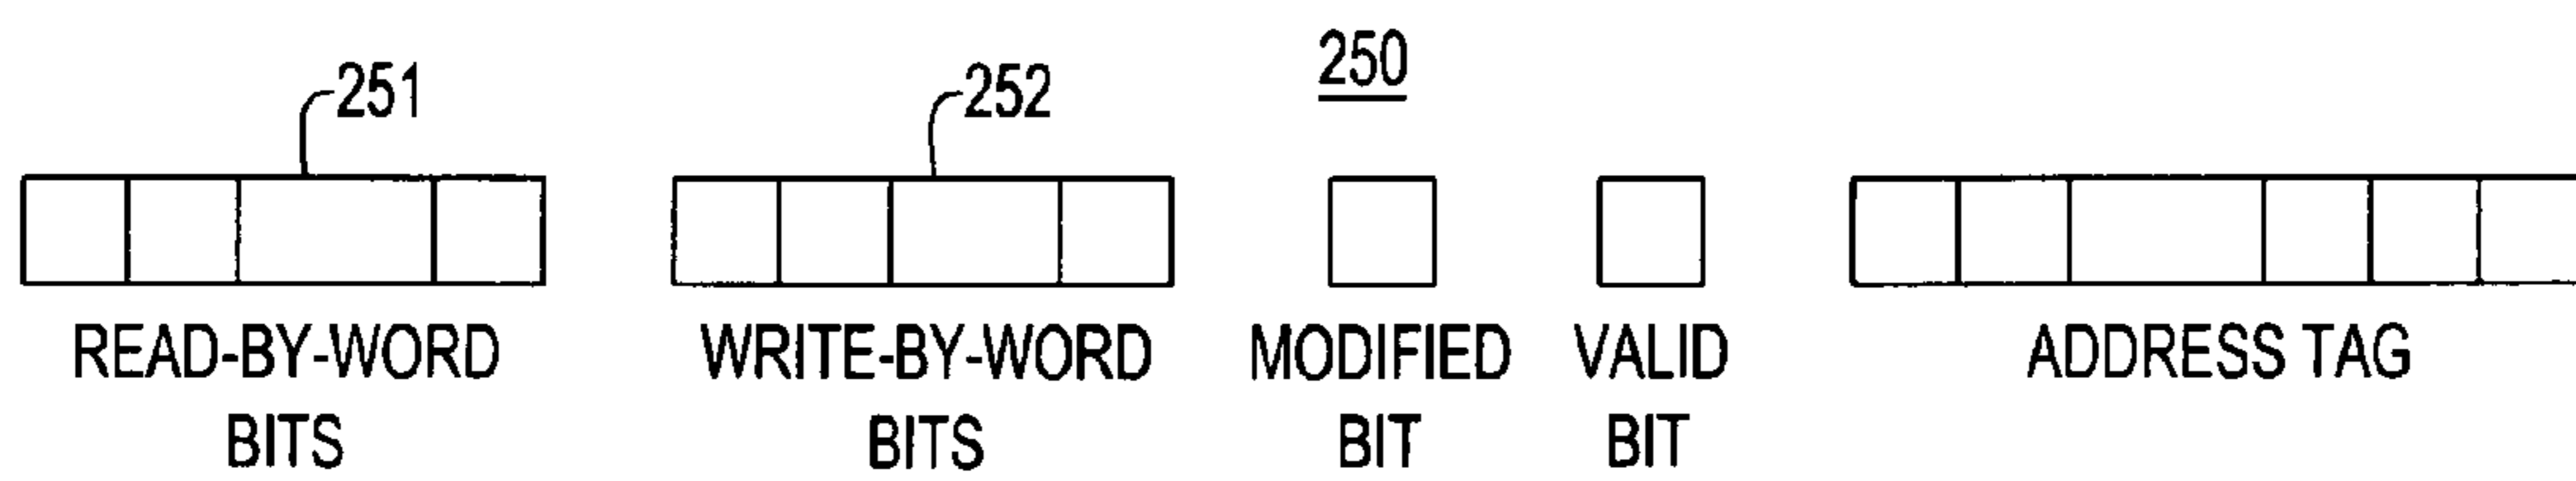 250
251
252
READ-BY-WORD
BITS
WRITE-BY-WORD
BITS
MODIFIED
BIT
VALID
BIT
ADDRESS TAG